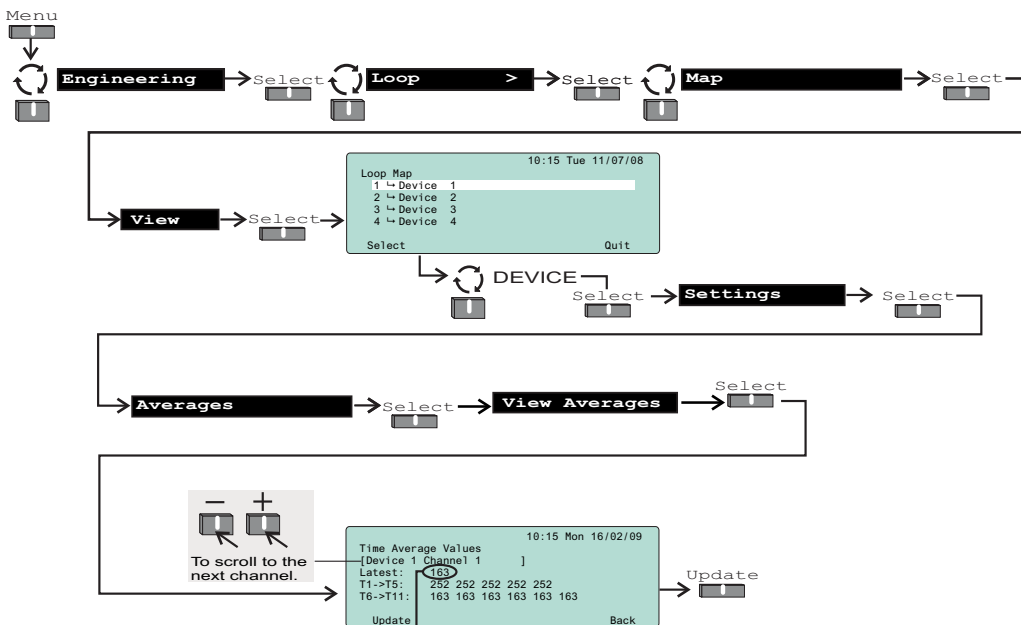 Menu
Engineering
Select
Loop >
Select
Map
Select
View
Select
10:15 Tue 11/07/08
Loop Map
1 ↳ Device 1
2 ↳ Device 2
3 ↳ Device 3
4 ↳ Device 4
Select Quit
DEVICE
Select
Settings
Select
Averages
Select
View Averages
Select
– +
To scroll to the
next channel.
10:15 Mon 16/02/09
Time Average Values
[Device 1 Channel 1 ]
Latest: 163
T1->T5: 252 252 252 252 252
T6->T11: 163 163 163 163 163 163
Update Back
Update